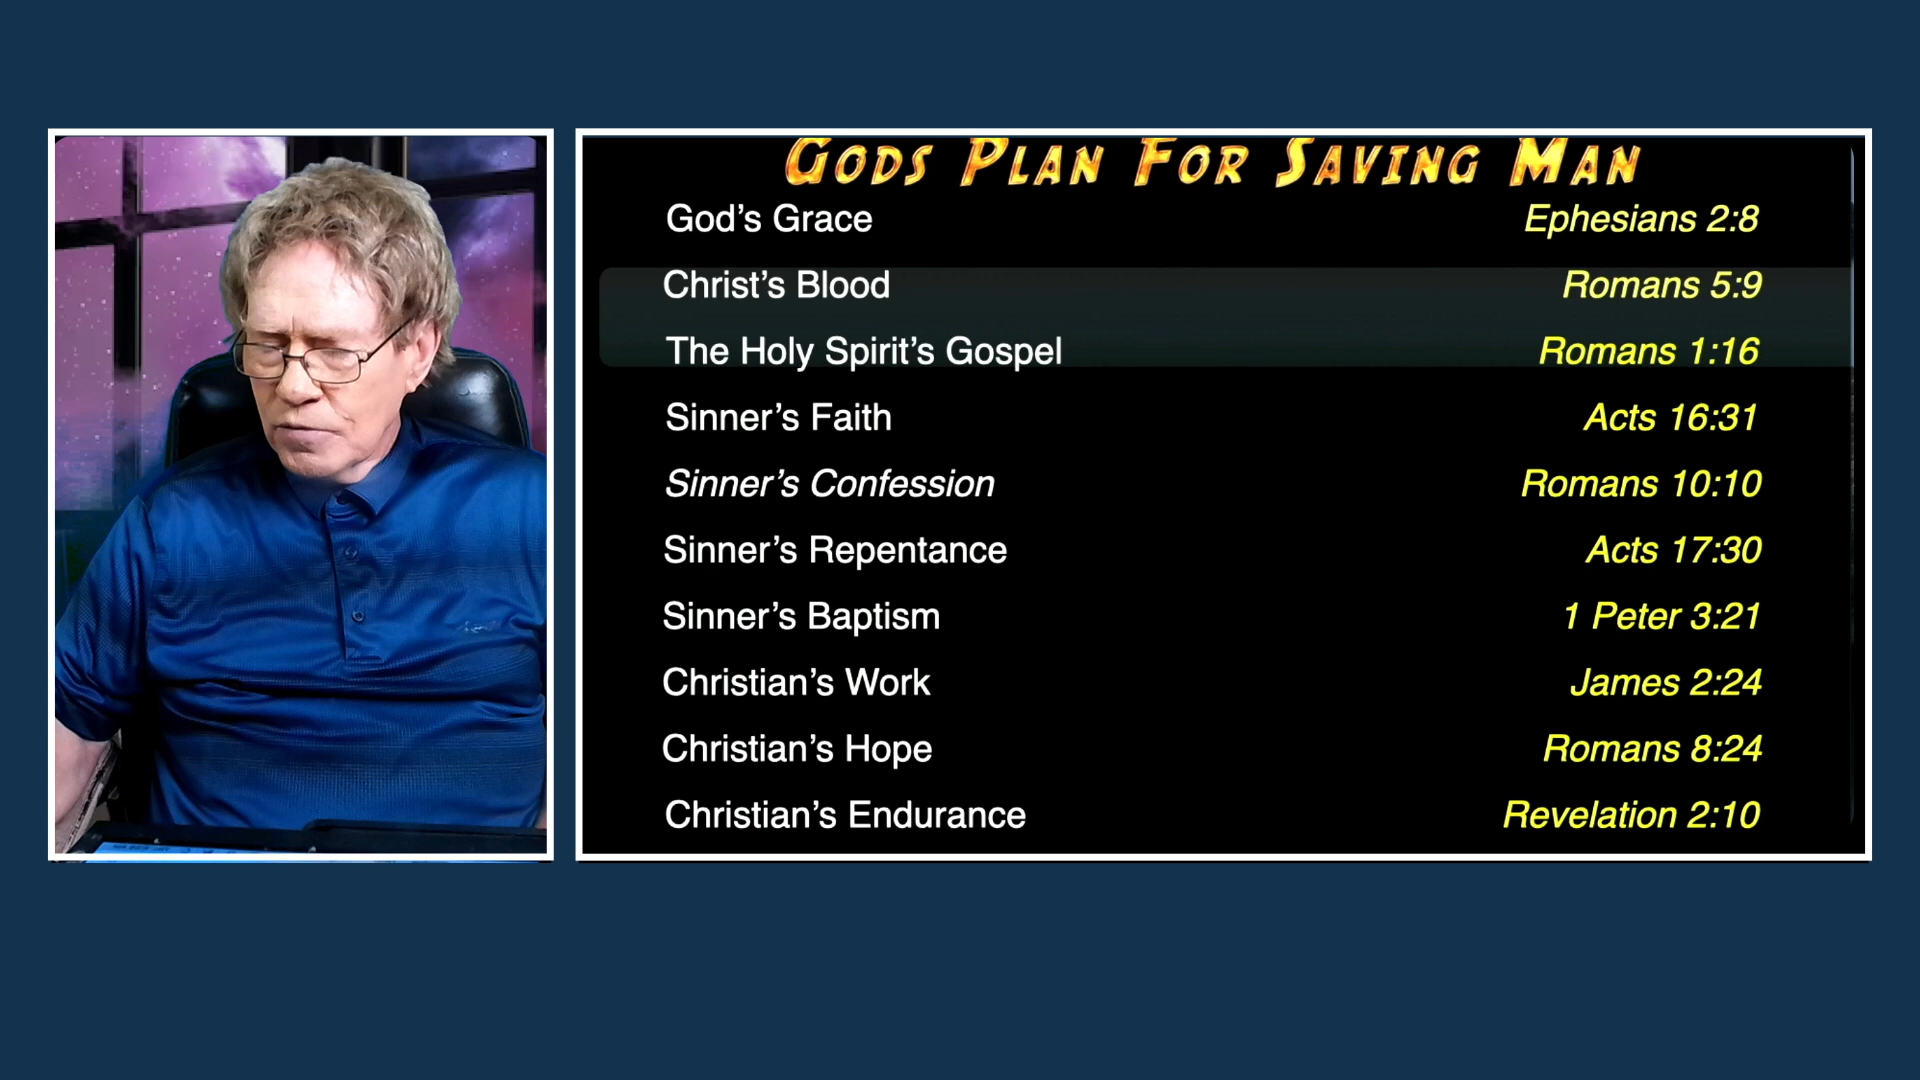 GODS PLAN FOR SAVING MAN
God's Grace Ephesians 2:8
Christ's Blood Romans 5:9
The Holy Spirit's Gospel Romans 1:16
Sinner's Faith Acts 16:31
Sinner's Confession Romans 10:10
Sinner's Repentance Acts 17:30
Sinner's Baptism 1 Peter 3:21
Christian's Work James 2:24
Christian's Hope Romans 8:24
Christian's Endurance Revelation 2:10